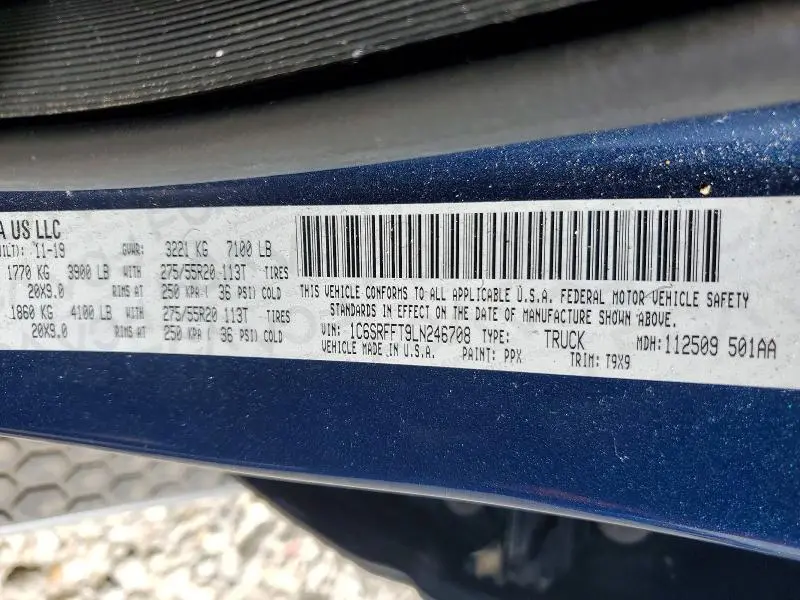 A US LLC
UILT): 11-19 GVWR: 3221 KG 7100 LB
1770 KG 3900 LB WITH 275/55R20 113T TIRES
20X9.0 RIMS AT 250 KPA( 36 PSI) COLD
1860 KG 4100 LB WITH 275/55R20 113T TIRES
20X9.0 RIMS AT 250 KPA( 36 PSI) COLD
THIS VEHICLE CONFORMS TO ALL APPLICABLE U.S.A. FEDERAL MOTOR VEHICLE SAFETY
STANDARDS IN EFFECT ON THE DATE OF MANUFACTURE SHOWN ABOVE.
VIN: 1C6SRFFT9LN246708 TYPE: TRUCK MDH:112509 501AA
VEHICLE MADE IN U.S.A. PAINT: PPX TRIM: T9X9